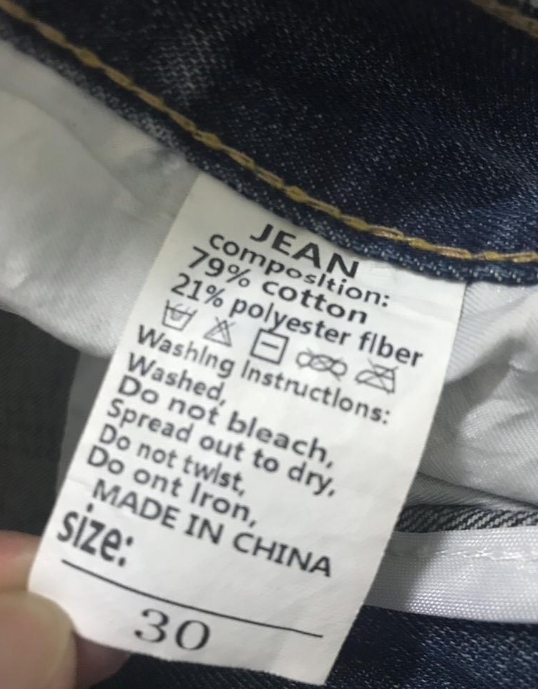 JEAN
composition:
79% cotton
21% polyester fiber
Washing Instructions:
Washed,
Do not bleach,
Spread out to dry,
Do not twist,
Do ont Iron,
MADE IN CHINA
size:
30